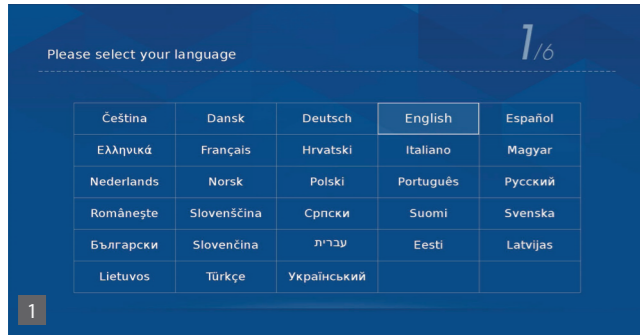 Please select your language
1/6
Čeština Dansk Deutsch English Español
Ελληνικά Français Hrvatski Italiano Magyar
Nederlands Norsk Polski Português Русский
Româneşte Slovenščina Српски Suomi Svenska
Български Slovenčina עברית Eesti Latvijas
Lietuvos Türkçe Український
1